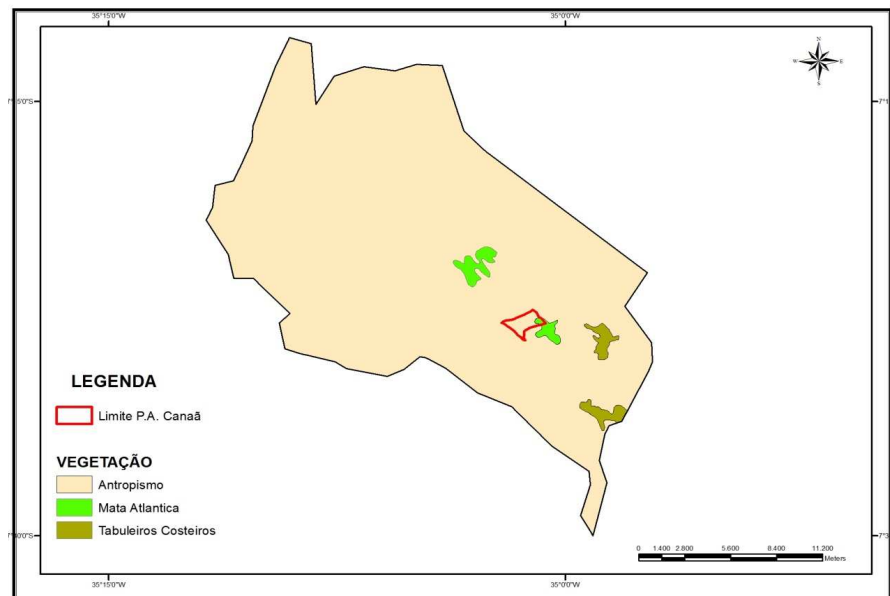 35°15'0"W
35°0'0"W
N
W
E
S
LEGENDA
Limite P.A. Canaã
VEGETAÇÃO
Antropismo
Mata Atlantica
Tabuleiros Costeiros
0 1.400 2.800 5.600 8.400 11.200
Meters
35°15'0"W
35°0'0"W